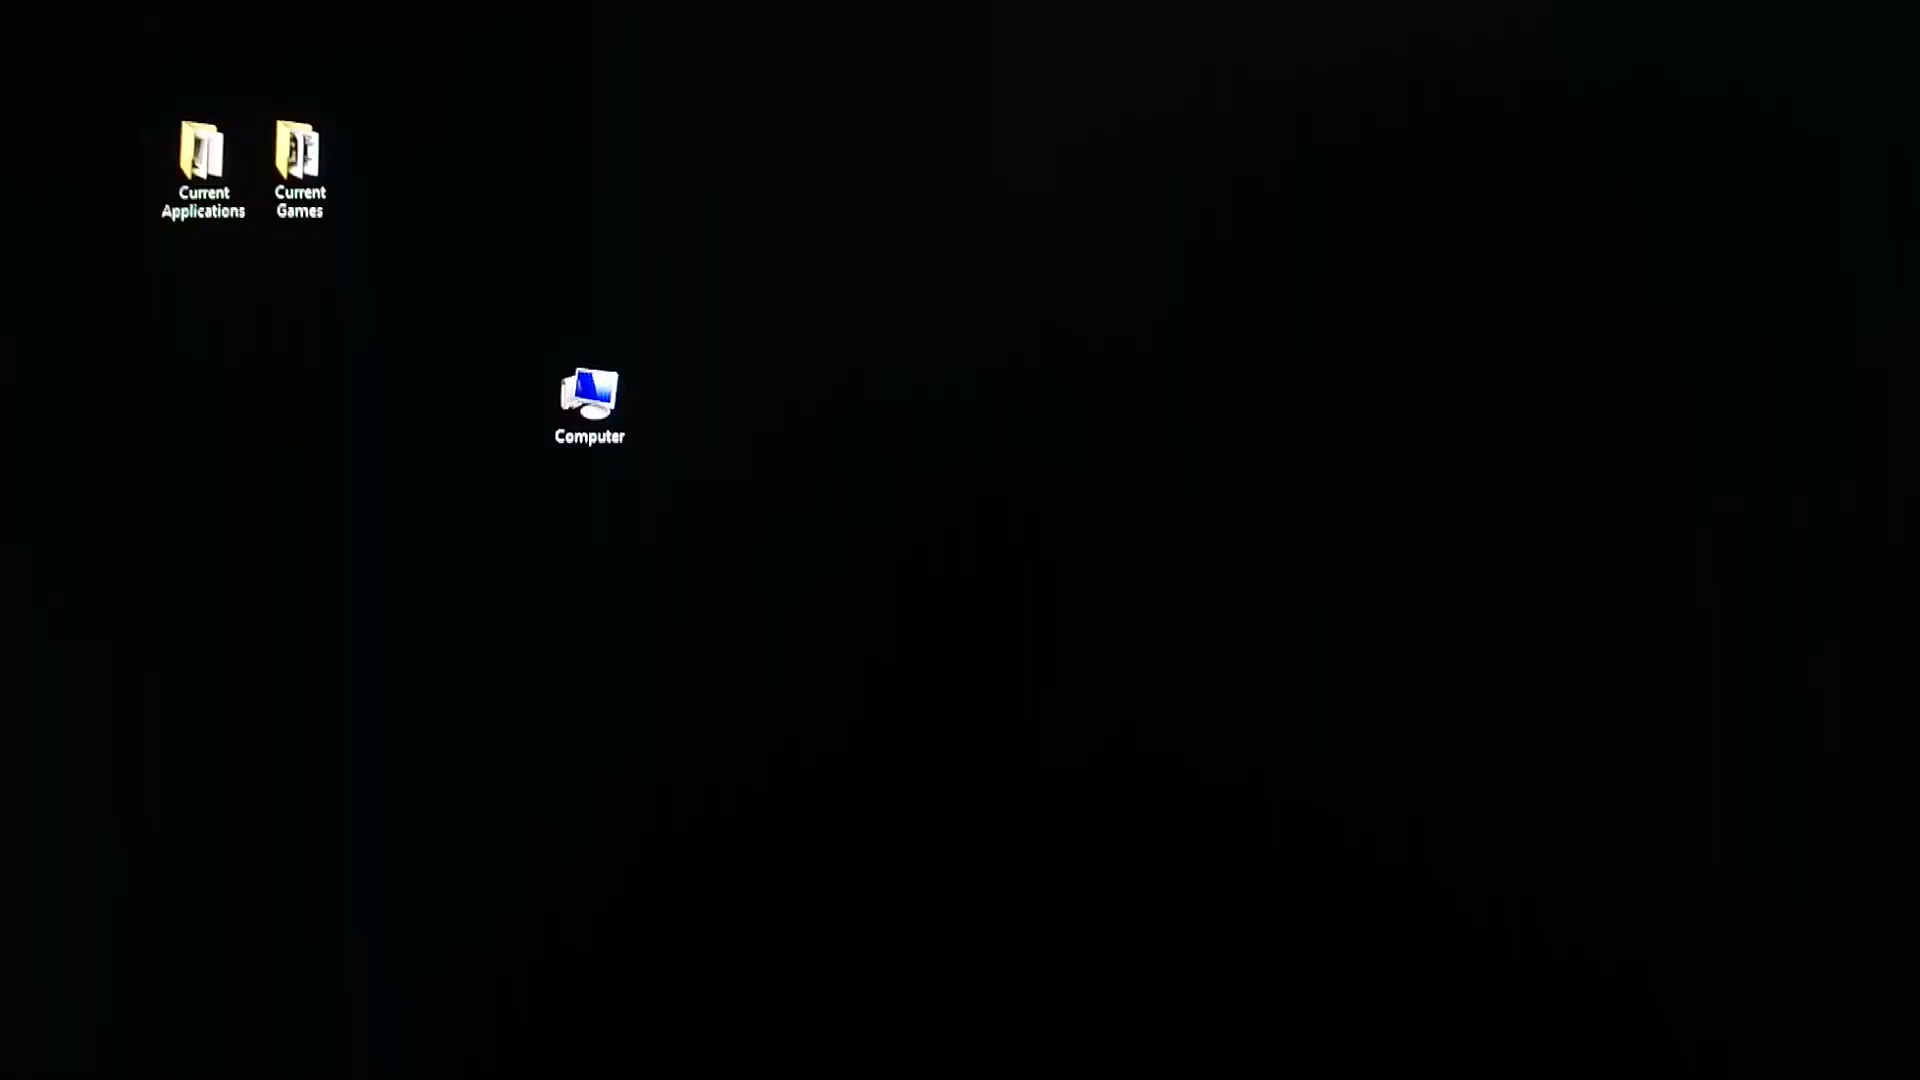 Current
Applications
Current
Games
Computer